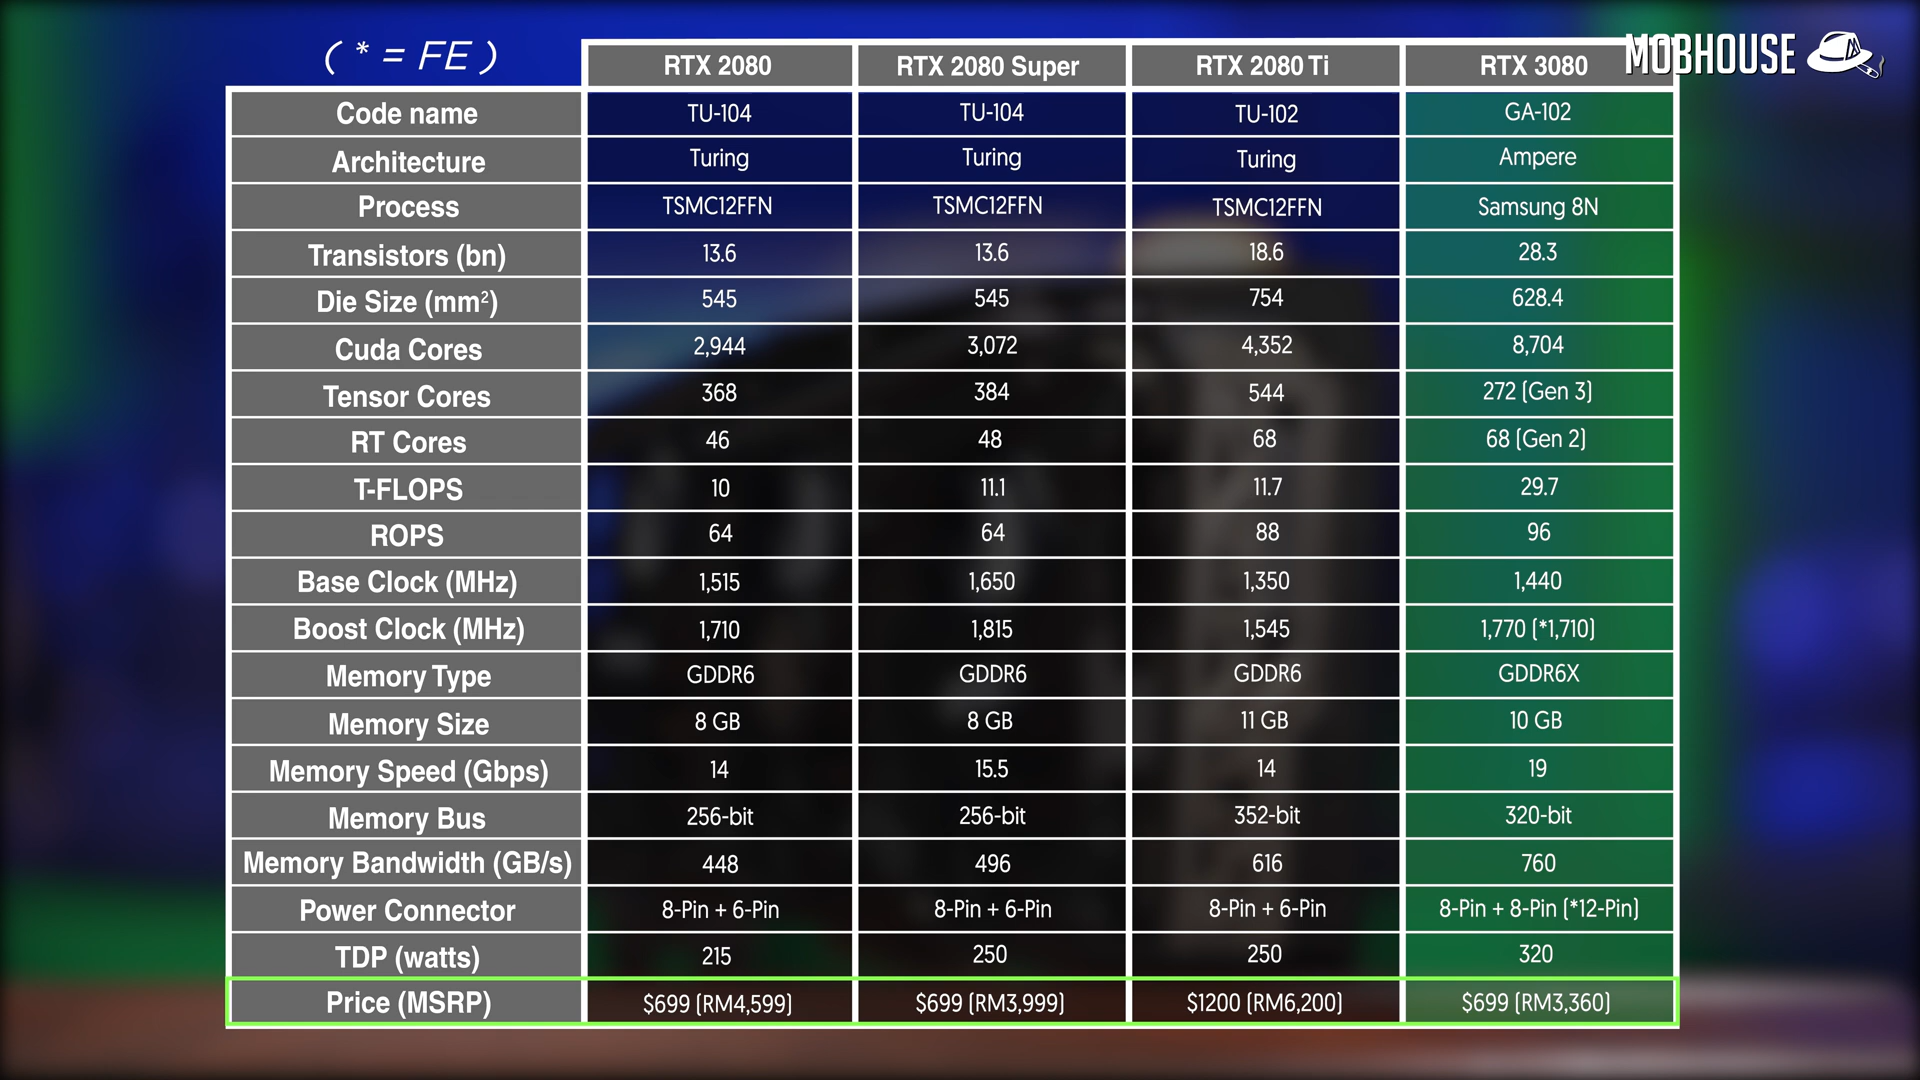 ( * = FE )
RTX 2080 RTX 2080 Super RTX 2080 Ti RTX 3080
MOBHOUSE
Code name TU-104 TU-104 TU-102 GA-102
Architecture Turing Turing Turing Ampere
Process TSMC12FFN TSMC12FFN TSMC12FFN Samsung 8N
Transistors (bn) 13.6 13.6 18.6 28.3
Die Size (mm²) 545 545 754 628.4
Cuda Cores 2,944 3,072 4,352 8,704
Tensor Cores 368 384 544 272 (Gen 3)
RT Cores 46 48 68 68 (Gen 2)
T-FLOPS 10 11.1 11.7 29.7
ROPS 64 64 88 96
Base Clock (MHz) 1,515 1,650 1,350 1,440
Boost Clock (MHz) 1,710 1,815 1,545 1,770 (*1,710)
Memory Type GDDR6 GDDR6 GDDR6 GDDR6X
Memory Size 8 GB 8 GB 11 GB 10 GB
Memory Speed (Gbps) 14 15.5 14 19
Memory Bus 256-bit 256-bit 352-bit 320-bit
Memory Bandwidth (GB/s) 448 496 616 760
Power Connector 8-Pin + 6-Pin 8-Pin + 6-Pin 8-Pin + 6-Pin 8-Pin + 8-Pin (*12-Pin)
TDP (watts) 215 250 250 320
Price (MSRP) $699 (RM4,599) $699 (RM3,999) $1200 (RM6,200) $699 (RM3,360)